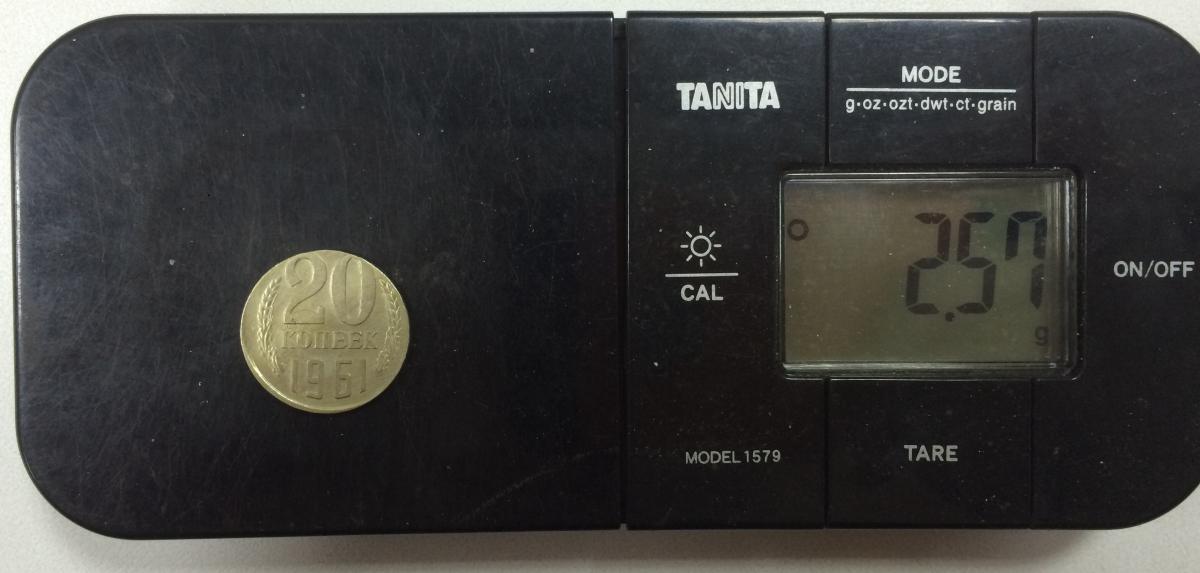 20
КОПЕЕК
1961
TANITA
MODE
g·oz·ozt·dwt·ct·grain
2.57
g
ON/OFF
CAL
MODEL 1579
TARE